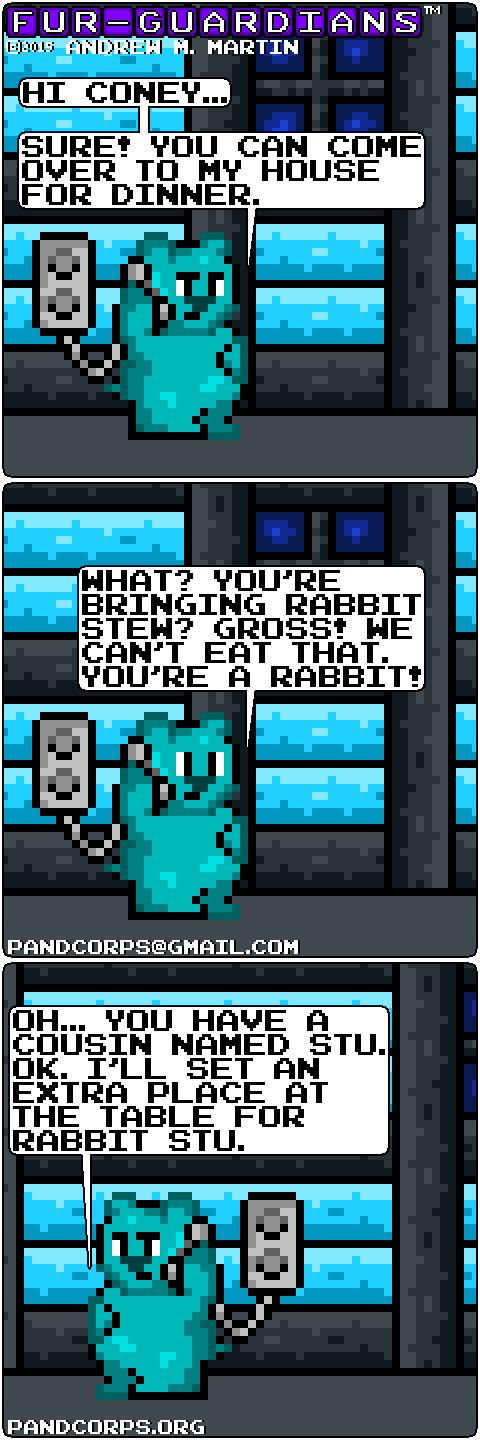 FUR-GUARDIANS™
©2015 ANDREW M. MARTIN
HI CONEY...
SURE! YOU CAN COME
OVER TO MY HOUSE
FOR DINNER.
WHAT? YOU'RE
BRINGING RABBIT
STEW? GROSS! WE
CAN'T EAT THAT.
YOU'RE A RABBIT!
PANDCORPS@GMAIL.COM
OH... YOU HAVE A
COUSIN NAMED STU.
OK. I'LL SET AN
EXTRA PLACE AT
THE TABLE FOR
RABBIT STU.
PANDCORPS.ORG